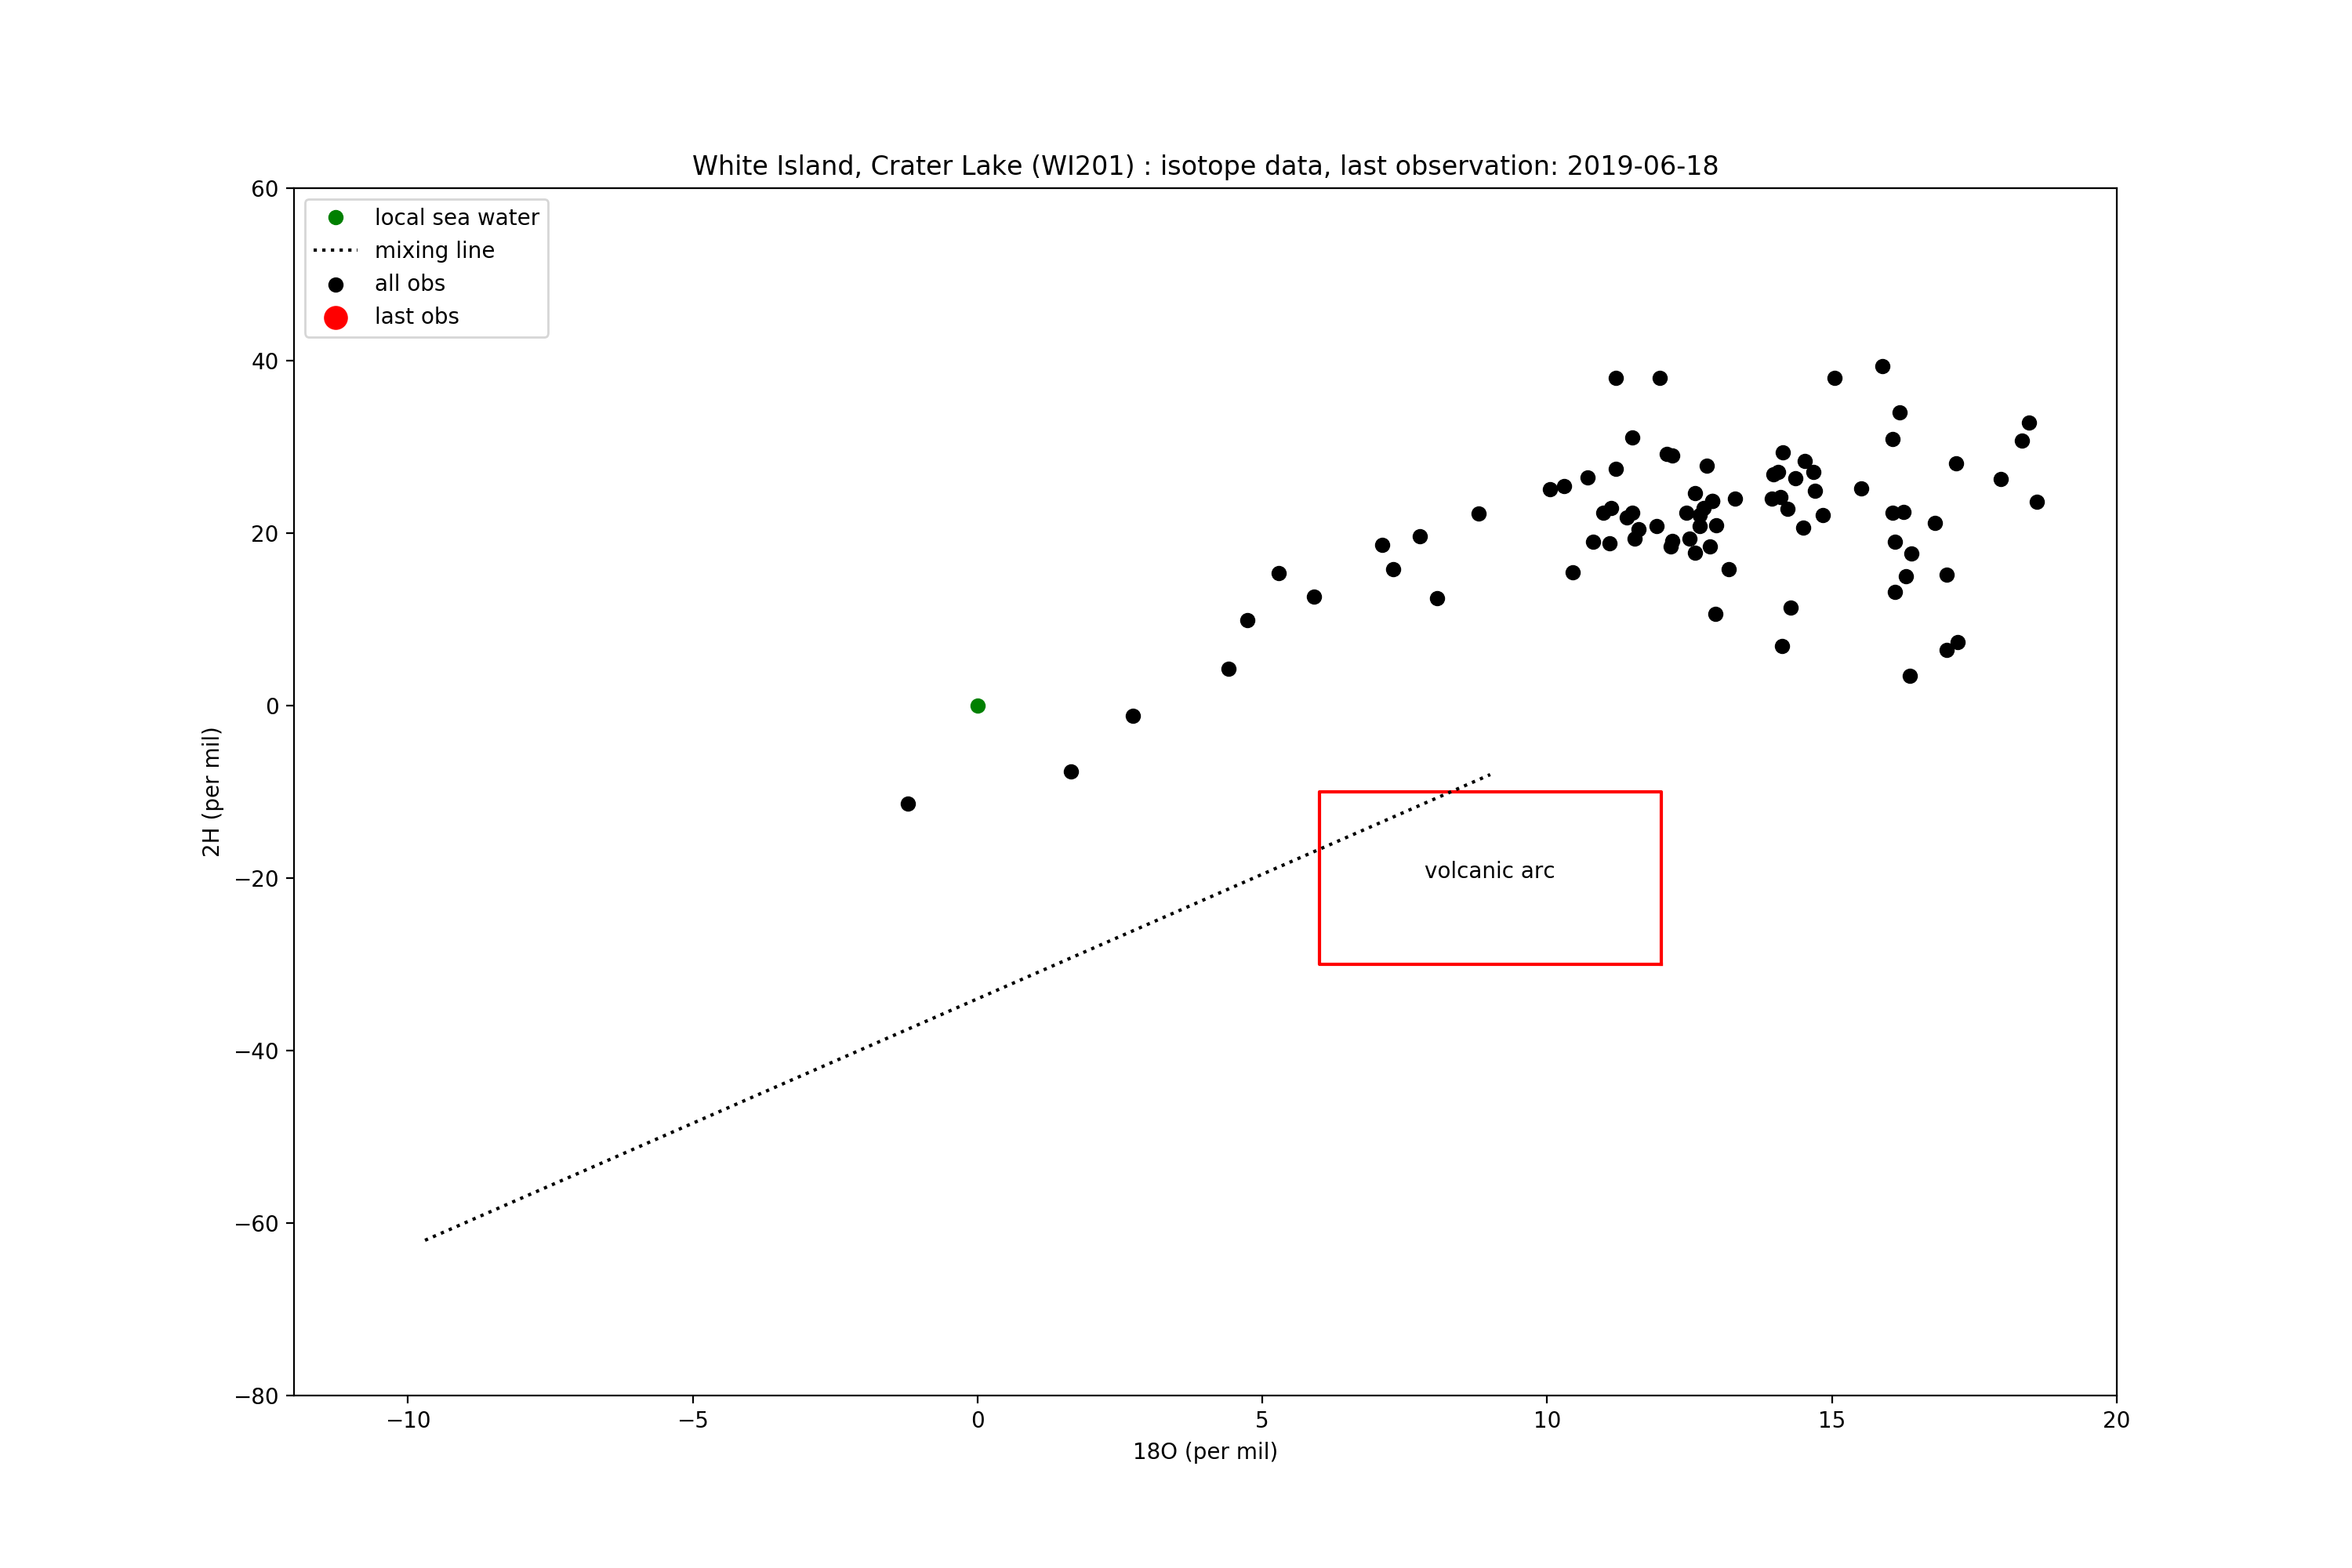 White Island, Crater Lake (WI201) : isotope data, last observation: 2019-06-18
60
40
20
0
−20
−40
−60
−80
2H (per mil)
local sea water
mixing line
all obs
last obs
volcanic arc
−10
−5
0
5
10
15
20
18O (per mil)